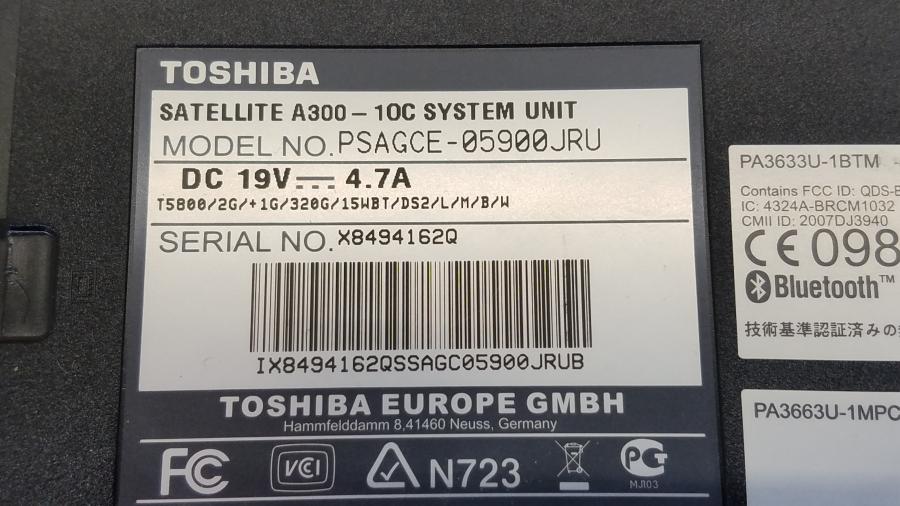 TOSHIBA
SATELLITE A300 – 10C SYSTEM UNIT
MODEL NO. PSAGCE-05900JRU
DC 19V 4.7A
T5800/2G/+1G/320G/15WBT/DS2/L/M/B/W
SERIAL NO. X8494162Q
IX8494162QSSAGC05900JRUB
TOSHIBA EUROPE GMBH
Hammfelddamm 8,41460 Neuss, Germany
FC VCI N723 PG
MJ103
PA3633U-1BTM
Contains FCC ID: QDS-
IC: 4324A-BRCM1032
CMII ID: 2007DJ3940
CE 098
Bluetooth™
技術基準認証済みの
PA3663U-1MPC